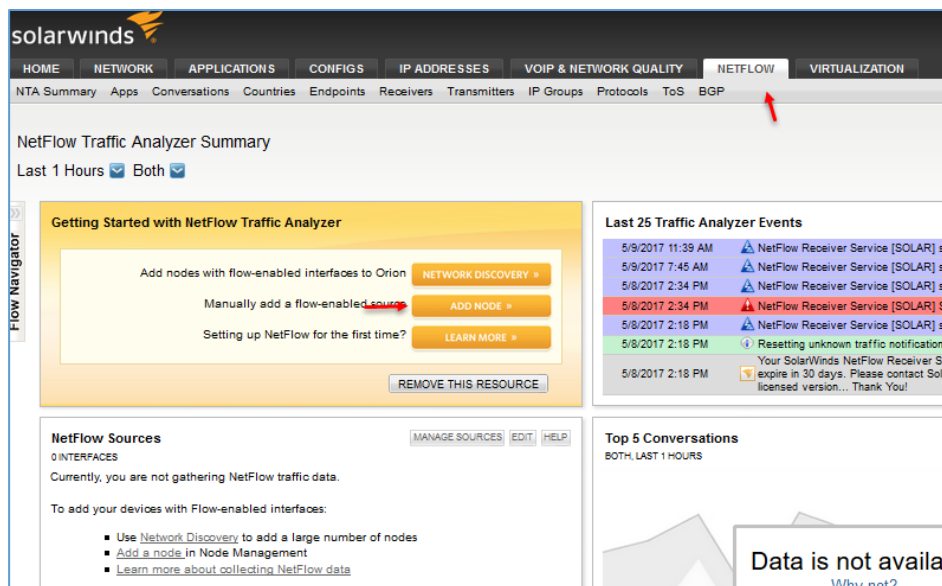 solarwinds
HOME NETWORK APPLICATIONS CONFIGS IP ADDRESSES VOIP & NETWORK QUALITY NETFLOW VIRTUALIZATION
NTA Summary Apps Conversations Countries Endpoints Receivers Transmitters IP Groups Protocols ToS BGP
NetFlow Traffic Analyzer Summary
Last 1 Hours Both
Flow Navigator
Getting Started with NetFlow Traffic Analyzer
Add nodes with flow-enabled interfaces to Orion NETWORK DISCOVERY »
Manually add a flow-enabled source ADD NODE »
Setting up NetFlow for the first time? LEARN MORE »
REMOVE THIS RESOURCE
Last 25 Traffic Analyzer Events
5/9/2017 11:39 AM NetFlow Receiver Service [SOLAR] s
5/9/2017 7:45 AM NetFlow Receiver Service [SOLAR] s
5/8/2017 2:34 PM NetFlow Receiver Service [SOLAR] s
5/8/2017 2:34 PM NetFlow Receiver Service [SOLAR] S
5/8/2017 2:18 PM NetFlow Receiver Service [SOLAR] s
5/8/2017 2:18 PM Resetting unknown traffic notification
5/8/2017 2:18 PM Your SolarWinds NetFlow Receiver S
expire in 30 days. Please contact Sol
licensed version... Thank You!
NetFlow Sources MANAGE SOURCES EDIT HELP
0 INTERFACES
Currently, you are not gathering NetFlow traffic data.
To add your devices with Flow-enabled interfaces:
Use Network Discovery to add a large number of nodes
Add a node in Node Management
Learn more about collecting NetFlow data
Top 5 Conversations
BOTH, LAST 1 HOURS
Data is not availa
Why not?